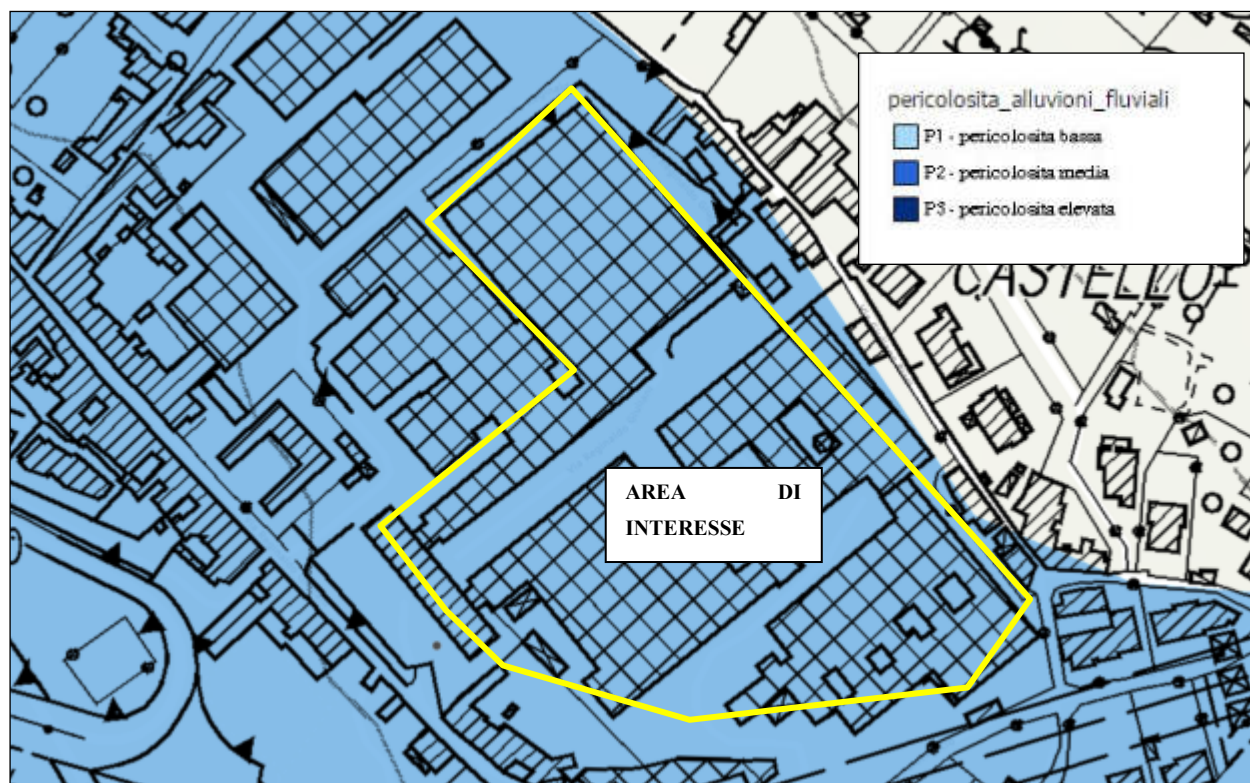 pericolosita_alluvioni_fluviali
P1 - pericolosita bassa
P2 - pericolosita media
P3 - pericolosita elevata
CASTELLO
AREA DI
INTERESSE